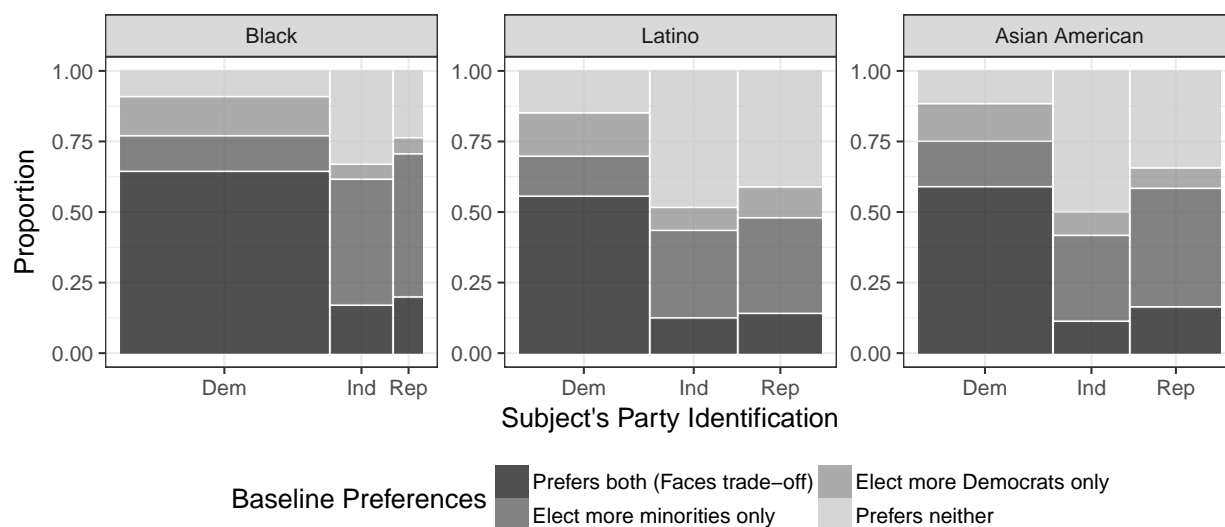 Black Latino Asian American
Proportion
1.00 1.00 1.00
0.75 0.75 0.75
0.50 0.50 0.50
0.25 0.25 0.25
0.00 0.00 0.00
Dem Ind Rep Dem Ind Rep Dem Ind Rep
Subject's Party Identification
Baseline Preferences
Prefers both (Faces trade−off) Elect more Democrats only
Elect more minorities only Prefers neither